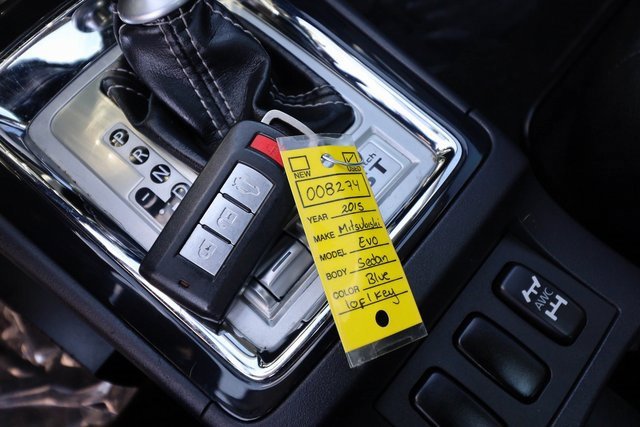 NEW USED
008274
YEAR 2015
MAKE Mitsubishi
MODEL Evo
BODY Sedan
COLOR Blue
1 of 1 Key
P
R
N
D
AWC